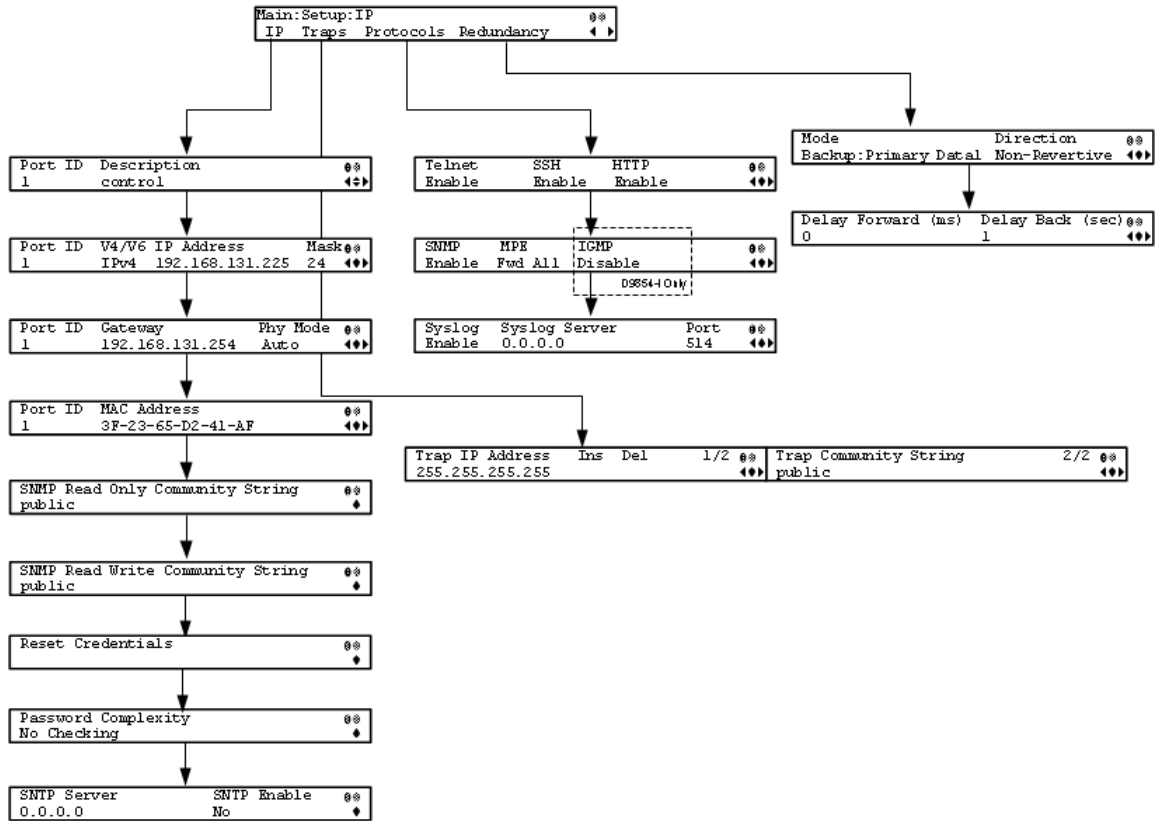 Main:Setup:IP
IP Traps Protocols Redundancy
Port ID Description
1 control
Port ID V4/V6 IP Address Mask
1 IPv4 192.168.131.225 24
Port ID Gateway Phy Mode
1 192.168.131.254 Auto
Port ID MAC Address
1 3F-23-65-D2-41-AF
SNMP Read Only Community String
public
SNMP Read Write Community String
public
Reset Credentials
Password Complexity
No Checking
SNTP Server SNTP Enable
0.0.0.0 No
Telnet SSH HTTP
Enable Enable Enable
SNMP MPE IGMP
Enable Fwd All Disable
D9854-I Only
Syslog Syslog Server Port
Enable 0.0.0.0 514
Trap IP Address Ins Del 1/2
255.255.255.255
Trap Community String 2/2
public
Mode Direction
Backup:Primary Data1 Non-Revertive
Delay Forward (ms) Delay Back (sec)
0 1